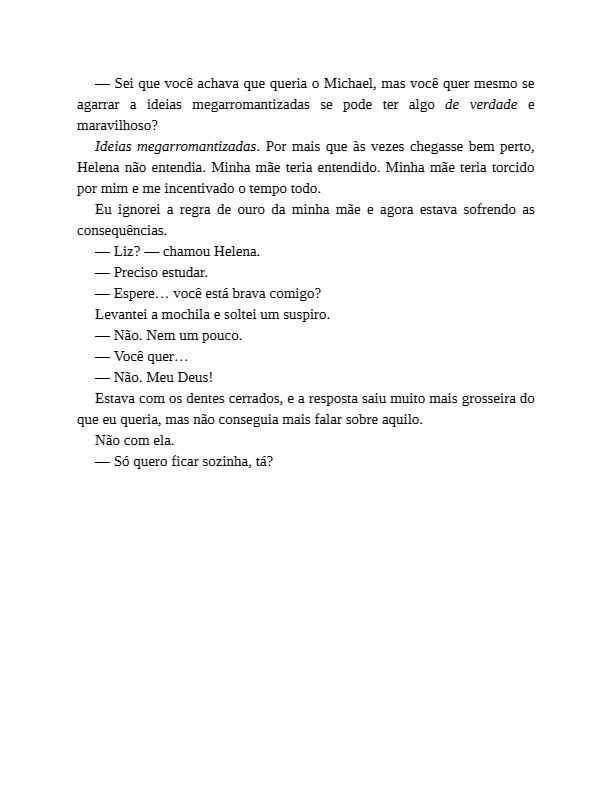 — Sei que você achava que queria o Michael, mas você quer mesmo se
agarrar a ideias megarromantizadas se pode ter algo de verdade e
maravilhoso?
Ideias megarromantizadas. Por mais que às vezes chegasse bem perto,
Helena não entendia. Minha mãe teria entendido. Minha mãe teria torcido
por mim e me incentivado o tempo todo.
Eu ignorei a regra de ouro da minha mãe e agora estava sofrendo as
consequências.
— Liz? — chamou Helena.
— Preciso estudar.
— Espere… você está brava comigo?
Levantei a mochila e soltei um suspiro.
— Não. Nem um pouco.
— Você quer…
— Não. Meu Deus!
Estava com os dentes cerrados, e a resposta saiu muito mais grosseira do
que eu queria, mas não conseguia mais falar sobre aquilo.
Não com ela.
— Só quero ficar sozinha, tá?